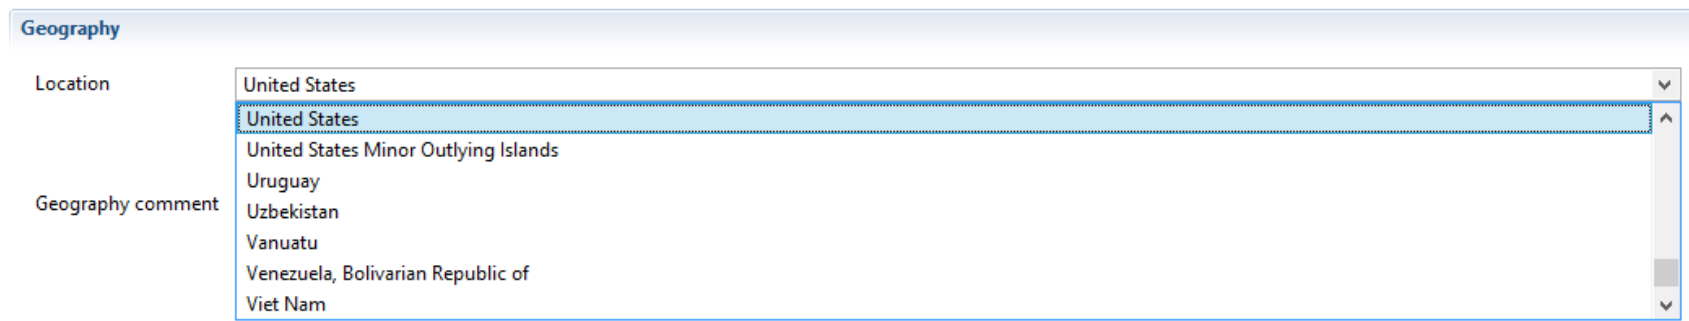 Geography
Location
United States
United States
United States Minor Outlying Islands
Uruguay
Geography comment
Uzbekistan
Vanuatu
Venezuela, Bolivarian Republic of
Viet Nam